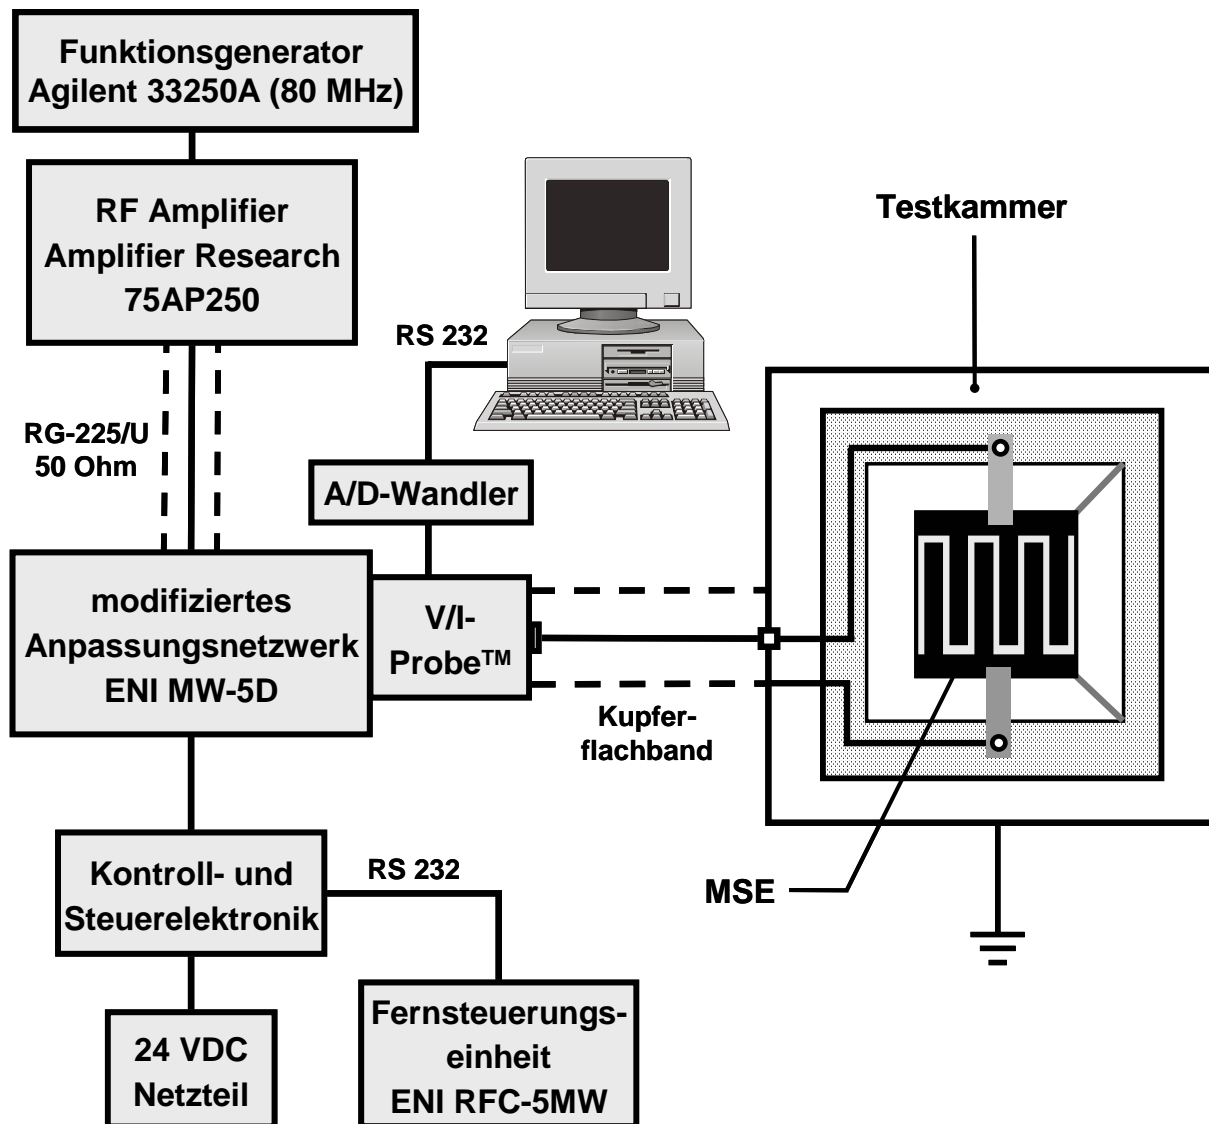 Funktionsgenerator
Agilent 33250A (80 MHz)
RF Amplifier
Amplifier Research
75AP250
RS 232
Testkammer
RG-225/U
50 Ohm
A/D-Wandler
modifiziertes
Anpassungsnetzwerk
ENI MW-5D
V/I-
Probe™
Kupfer-
flachband
Kontroll- und
Steuerelektronik
RS 232
MSE
24 VDC
Netzteil
Fernsteuerungs-
einheit
ENI RFC-5MW